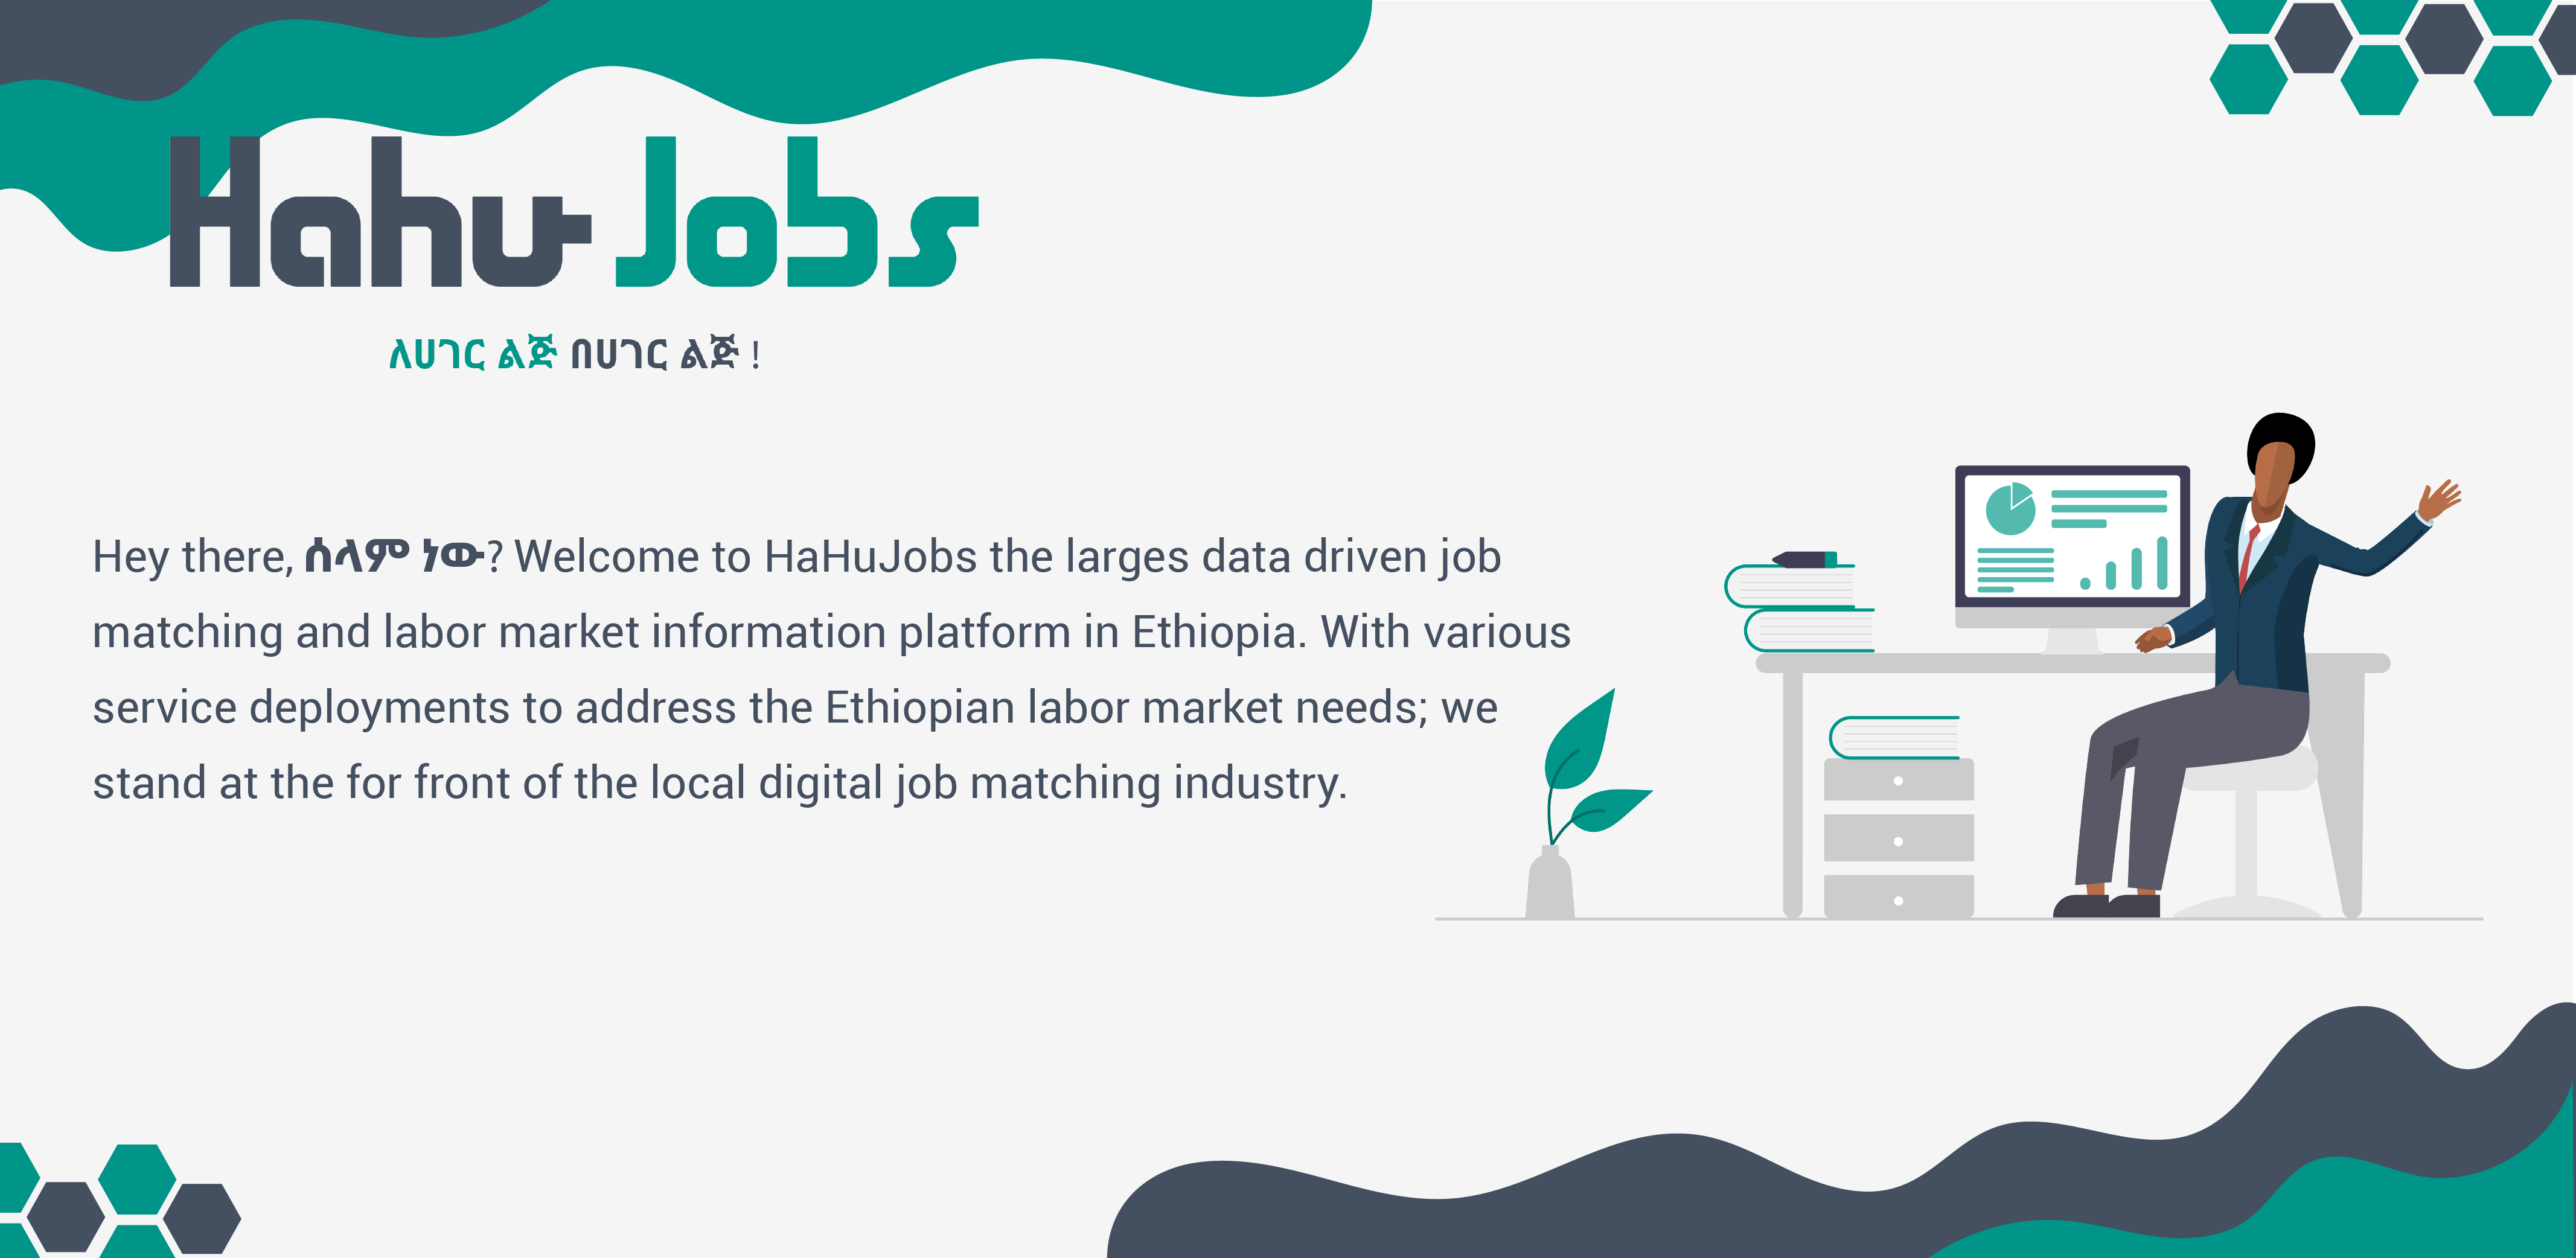 Hahu Jobs
ለሀገር ልጅ በሀገር ልጅ !
Hey there, ሰላም ነው? Welcome to HaHuJobs the larges data driven job
matching and labor market information platform in Ethiopia. With various
service deployments to address the Ethiopian labor market needs; we
stand at the for front of the local digital job matching industry.